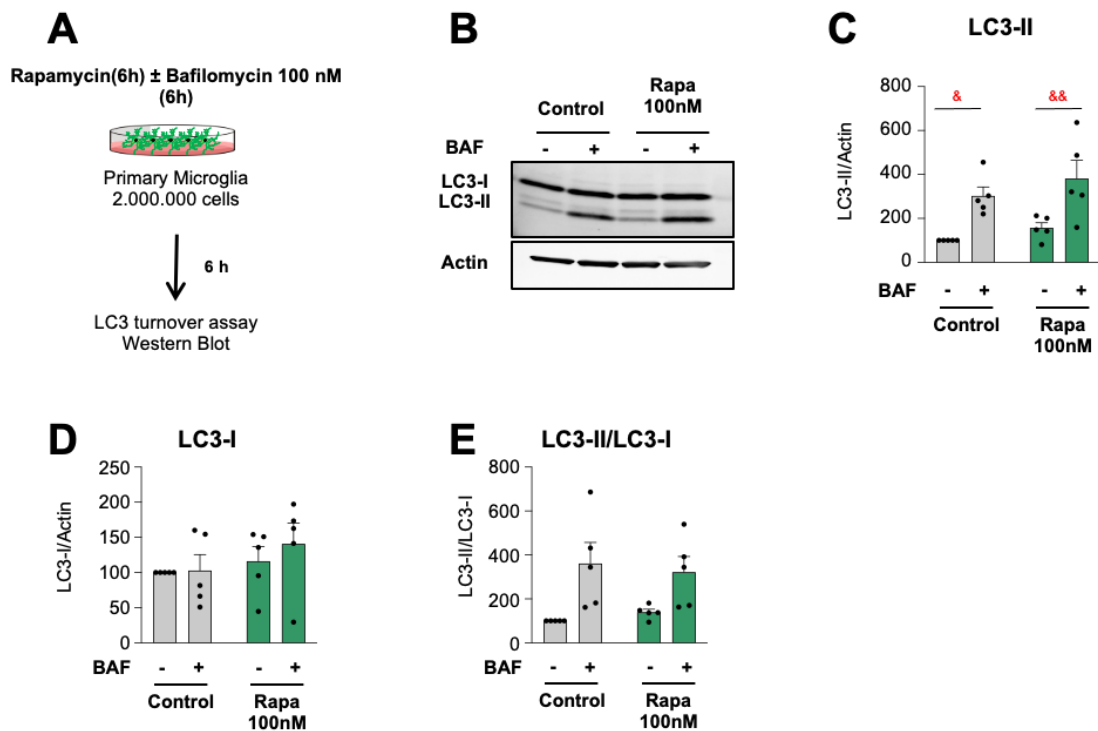 A
Rapamycin(6h) ± Bafilomycin 100 nM
(6h)
Primary Microglia
2.000.000 cells
6 h
LC3 turnover assay
Western Blot
B
Control
Rapa
100nM
BAF - + - +
LC3-I
LC3-II
Actin
C
LC3-II
& &&
LC3-II/Actin
800
600
400
200
0
BAF - + - +
Control
Rapa
100nM
D
LC3-I
LC3-I/Actin
250
200
150
100
50
0
BAF - + - +
Control
Rapa
100nM
E
LC3-II/LC3-I
LC3-II/LC3-I
800
600
400
200
0
BAF - + - +
Control
Rapa
100nM